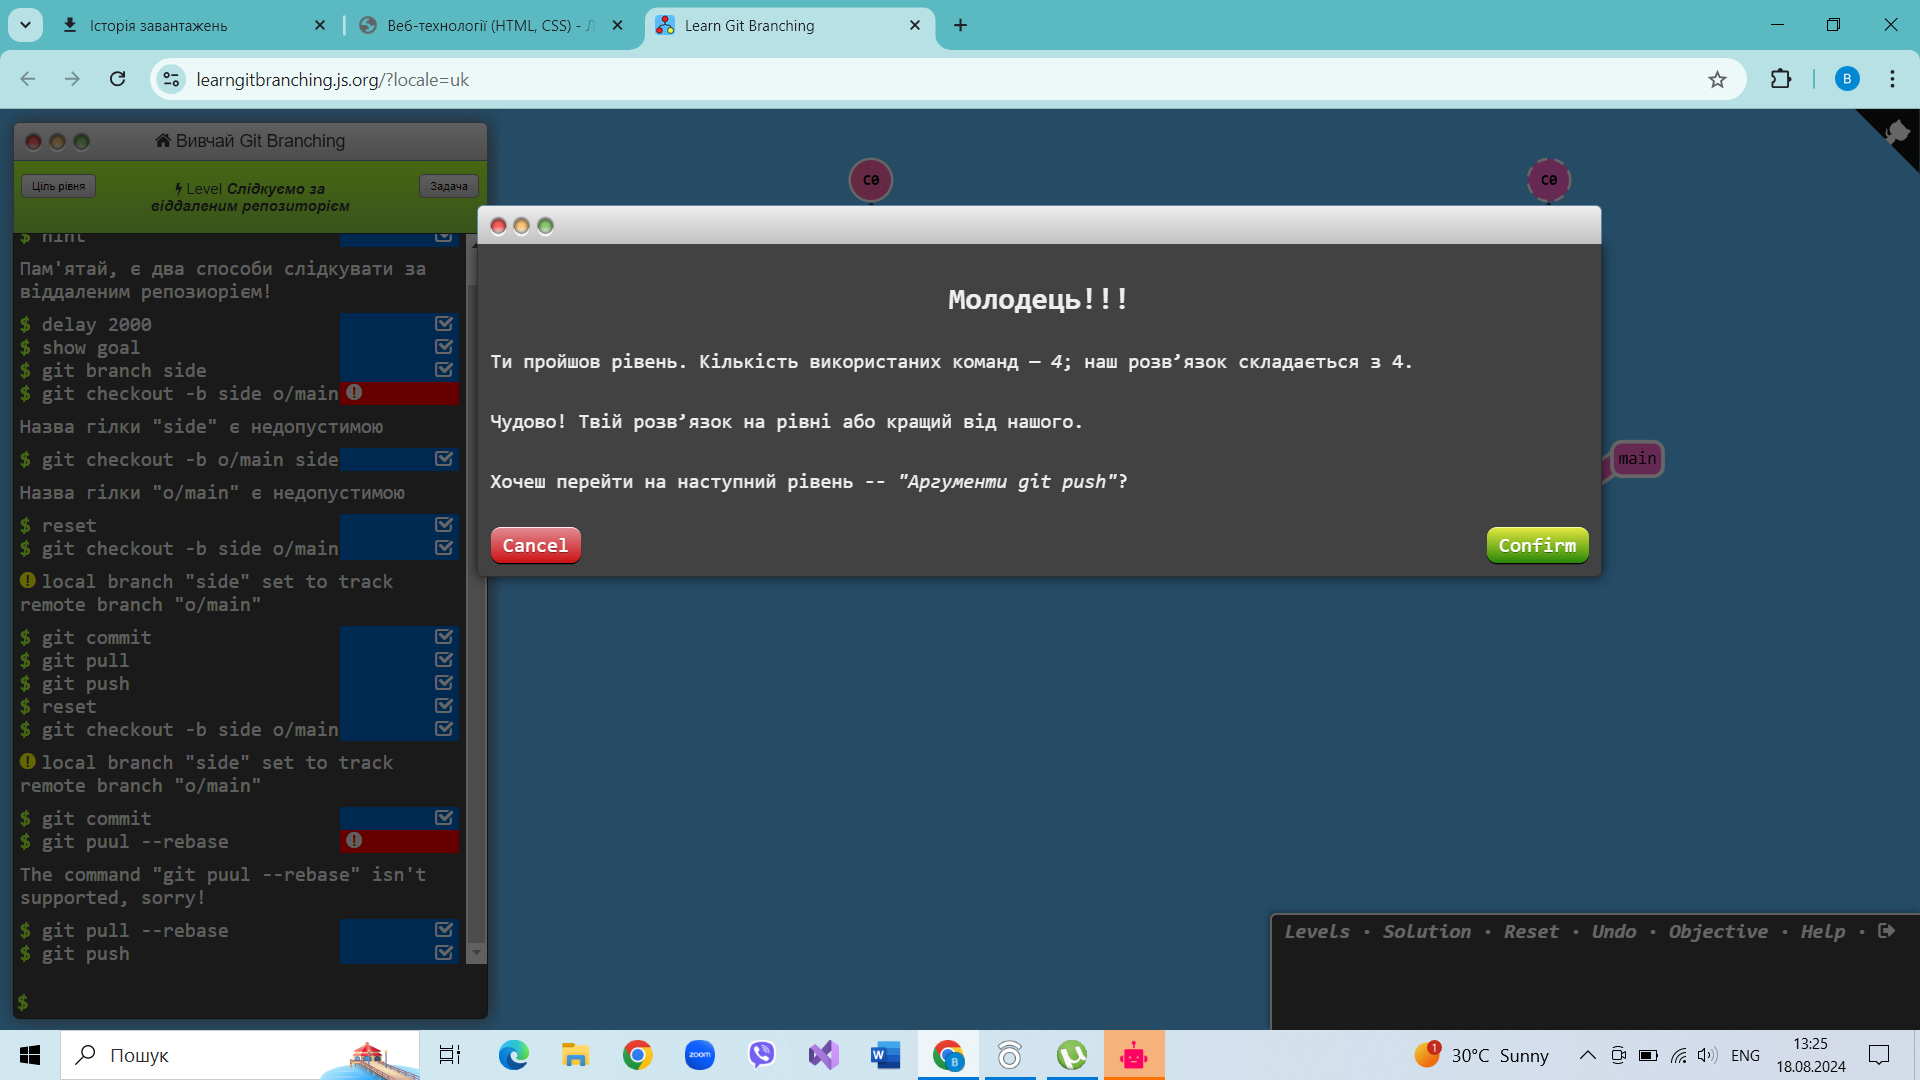 Історія завантажень
Веб-технології (HTML, CSS) - Л
Learn Git Branching
learngitbranching.js.org/?locale=uk
B
Вивчай Git Branching
Ціль рівня
Level Слідкуємо за
віддаленим репозиторієм
Задача
$ hint
Пам'ятай, є два способи слідкувати за
віддаленим репозиорієм!
$ delay 2000
$ show goal
$ git branch side
$ git checkout -b side o/main
Назва гілки "side" є недопустимою
$ git checkout -b o/main side
Назва гілки "o/main" є недопустимою
$ reset
$ git checkout -b side o/main
local branch "side" set to track
remote branch "o/main"
$ git commit
$ git pull
$ git push
$ reset
$ git checkout -b side o/main
local branch "side" set to track
remote branch "o/main"
$ git commit
$ git puul --rebase
The command "git puul --rebase" isn't
supported, sorry!
$ git pull --rebase
$ git push
$
C0
C0
main
Молодець!!!
Ти пройшов рівень. Кількість використаних команд — 4; наш розв’язок складається з 4.
Чудово! Твій розв’язок на рівні або кращий від нашого.
Хочеш перейти на наступний рівень -- "Аргументи git push"?
Cancel
Confirm
Levels · Solution · Reset · Undo · Objective · Help ·
Пошук
zoom
W
B
1
30°C Sunny
ENG
13:25
18.08.2024